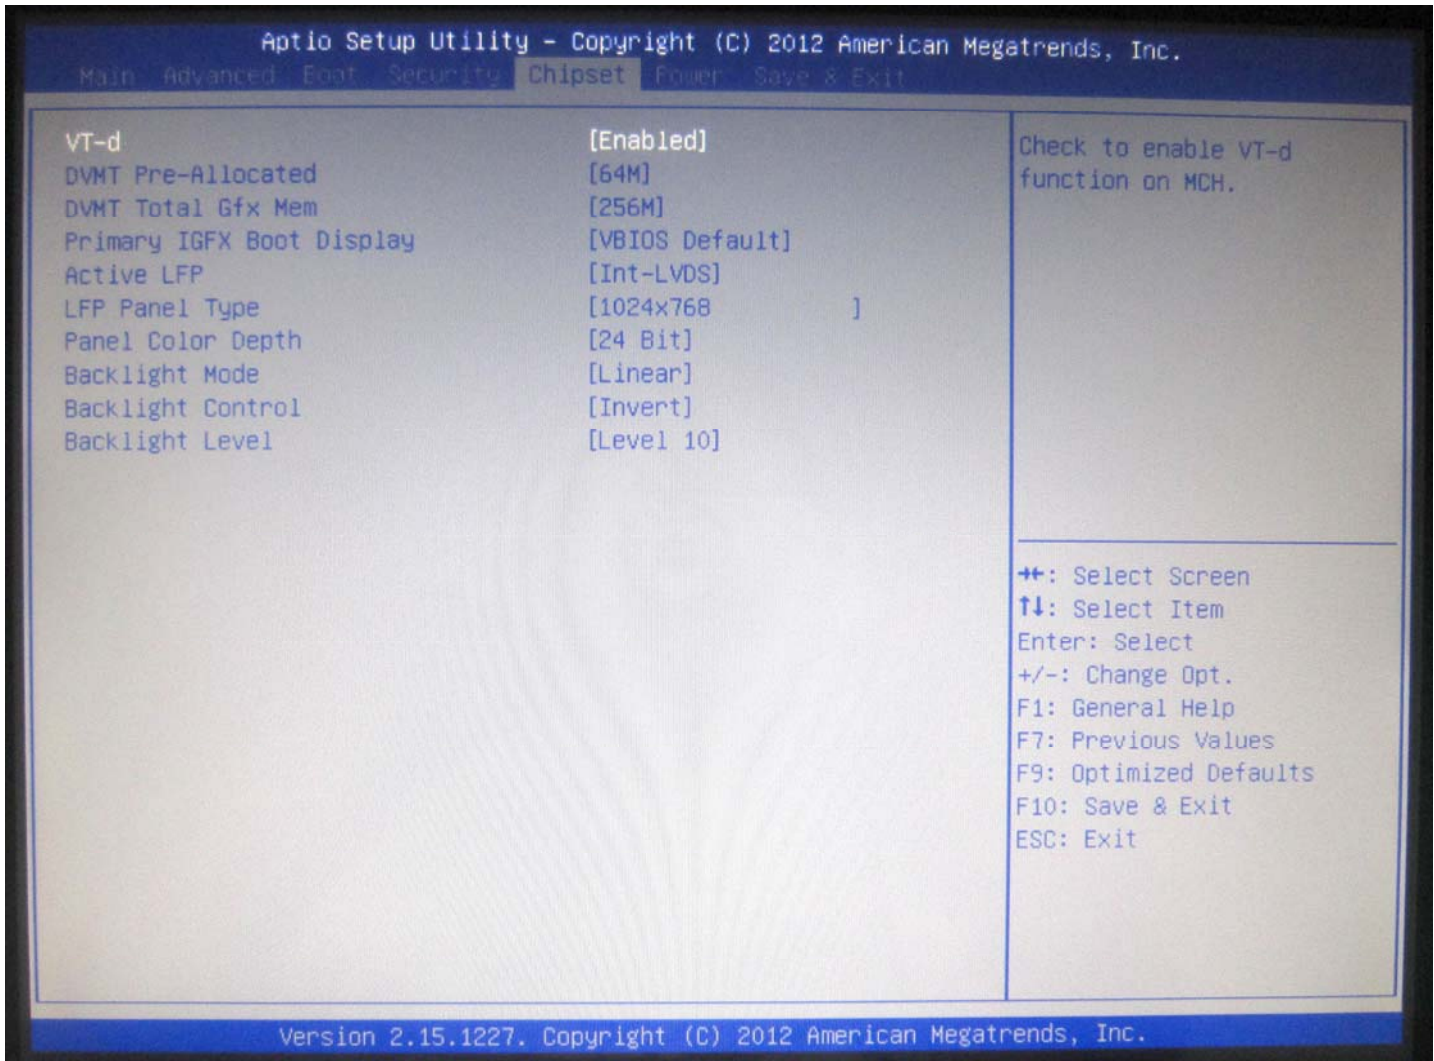 Aptio Setup Utility – Copyright (C) 2012 American Megatrends, Inc.
Main Advanced Boot Security Chipset Power Save & Exit
VT-d [Enabled]
DVMT Pre-Allocated [64M]
DVMT Total Gfx Mem [256M]
Primary IGFX Boot Display [VBIOS Default]
Active LFP [Int-LVDS]
LFP Panel Type [1024x768 ]
Panel Color Depth [24 Bit]
Backlight Mode [Linear]
Backlight Control [Invert]
Backlight Level [Level 10]
Check to enable VT-d
function on MCH.
→←: Select Screen
↑↓: Select Item
Enter: Select
+/-: Change Opt.
F1: General Help
F7: Previous Values
F9: Optimized Defaults
F10: Save & Exit
ESC: Exit
Version 2.15.1227. Copyright (C) 2012 American Megatrends, Inc.